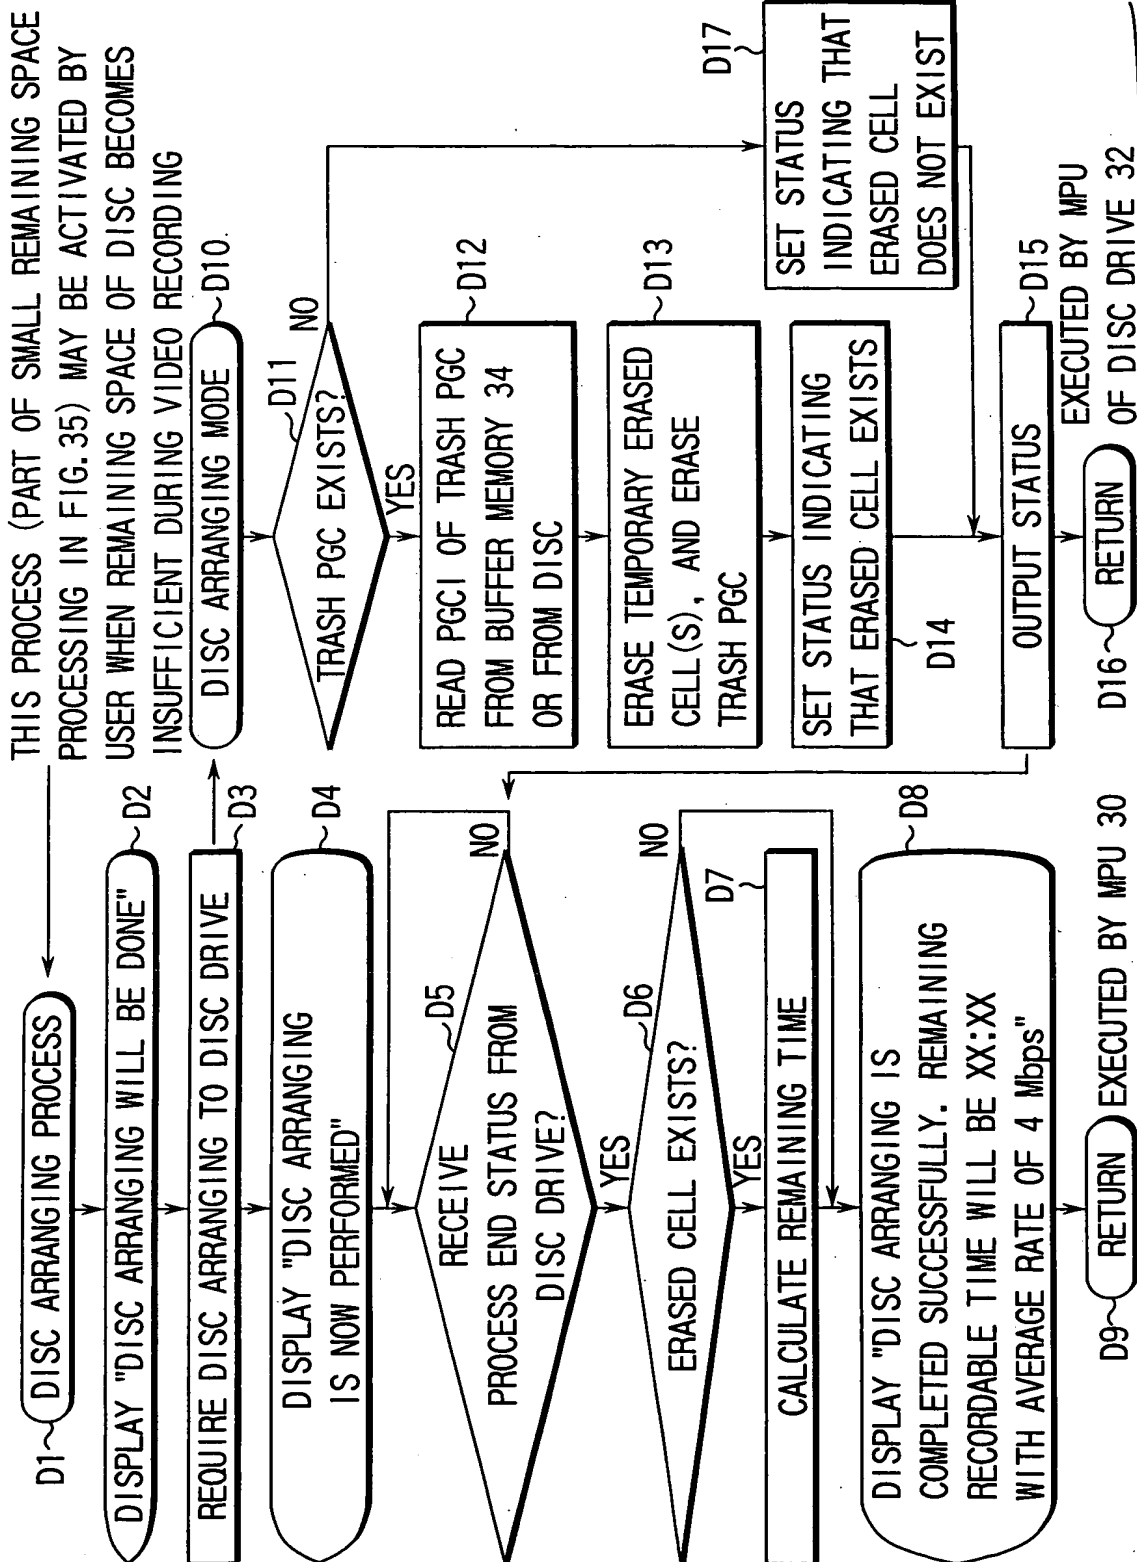 THIS PROCESS (PART OF SMALL REMAINING SPACE
PROCESSING IN FIG.35) MAY BE ACTIVATED BY
USER WHEN REMAINING SPACE OF DISC BECOMES
INSUFFICIENT DURING VIDEO RECORDING
D1
DISC ARRANGING PROCESS
DISPLAY "DISC ARRANGING WILL BE DONE"
D2
REQUIRE DISC ARRANGING TO DISC DRIVE
D3
DISPLAY "DISC ARRANGING
IS NOW PERFORMED"
D4
RECEIVE
PROCESS END STATUS FROM
DISC DRIVE?
D5
NO
YES
ERASED CELL EXISTS?
D6
NO
YES
CALCULATE REMAINING TIME
D7
DISPLAY "DISC ARRANGING IS
COMPLETED SUCCESSFULLY. REMAINING
RECORDABLE TIME WILL BE XX:XX
WITH AVERAGE RATE OF 4 Mbps"
D8
D9
RETURN
EXECUTED BY MPU 30
DISC ARRANGING MODE
D10
TRASH PGC EXISTS?
D11
NO
YES
READ PGCI OF TRASH PGC
FROM BUFFER MEMORY 34
OR FROM DISC
D12
ERASE TEMPORARY ERASED
CELL(S), AND ERASE
TRASH PGC
D13
SET STATUS INDICATING
THAT ERASED CELL EXISTS
D14
SET STATUS
INDICATING THAT
ERASED CELL
DOES NOT EXIST
D17
OUTPUT STATUS
D15
D16
RETURN
EXECUTED BY MPU
OF DISC DRIVE 32